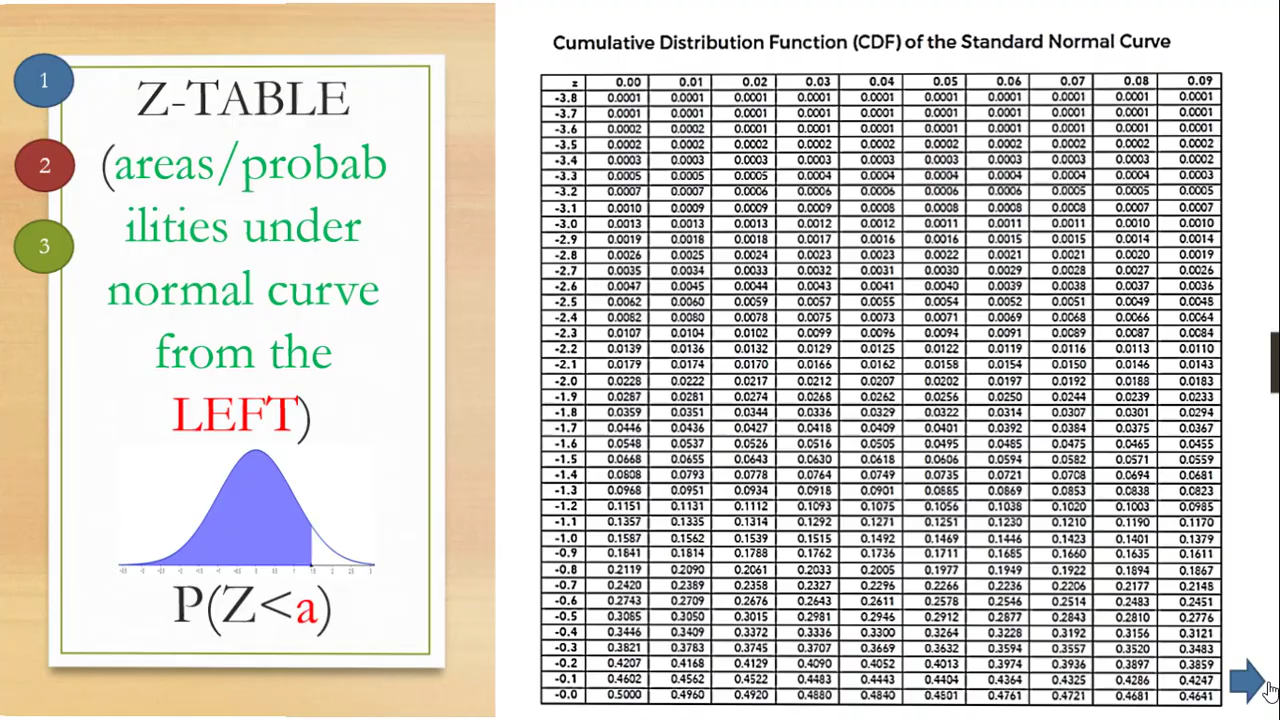 1
2
3
Z-TABLE
(areas/probab
ilities under
normal curve
from the
LEFT)
P(Z<a)
Cumulative Distribution Function (CDF) of the Standard Normal Curve
z 0.00 0.01 0.02 0.03 0.04 0.05 0.06 0.07 0.08 0.09
-3.8 0.0001 0.0001 0.0001 0.0001 0.0001 0.0001 0.0001 0.0001 0.0001 0.0001
-3.7 0.0001 0.0001 0.0001 0.0001 0.0001 0.0001 0.0001 0.0001 0.0001 0.0001
-3.6 0.0002 0.0002 0.0001 0.0001 0.0001 0.0001 0.0001 0.0001 0.0001 0.0001
-3.5 0.0002 0.0002 0.0002 0.0002 0.0002 0.0002 0.0002 0.0002 0.0002 0.0002
-3.4 0.0003 0.0003 0.0003 0.0003 0.0003 0.0003 0.0003 0.0003 0.0003 0.0002
-3.3 0.0005 0.0005 0.0005 0.0004 0.0004 0.0004 0.0004 0.0004 0.0004 0.0003
-3.2 0.0007 0.0007 0.0006 0.0006 0.0006 0.0006 0.0006 0.0005 0.0005 0.0005
-3.1 0.0010 0.0009 0.0009 0.0009 0.0008 0.0008 0.0008 0.0008 0.0007 0.0007
-3.0 0.0013 0.0013 0.0013 0.0012 0.0012 0.0011 0.0011 0.0011 0.0010 0.0010
-2.9 0.0019 0.0018 0.0018 0.0017 0.0016 0.0016 0.0015 0.0015 0.0014 0.0014
-2.8 0.0026 0.0025 0.0024 0.0023 0.0023 0.0022 0.0021 0.0021 0.0020 0.0019
-2.7 0.0035 0.0034 0.0033 0.0032 0.0031 0.0030 0.0029 0.0028 0.0027 0.0026
-2.6 0.0047 0.0045 0.0044 0.0043 0.0041 0.0040 0.0039 0.0038 0.0037 0.0036
-2.5 0.0062 0.0060 0.0059 0.0057 0.0055 0.0054 0.0052 0.0051 0.0049 0.0048
-2.4 0.0082 0.0080 0.0078 0.0075 0.0073 0.0071 0.0069 0.0068 0.0066 0.0064
-2.3 0.0107 0.0104 0.0102 0.0099 0.0096 0.0094 0.0091 0.0089 0.0087 0.0084
-2.2 0.0139 0.0136 0.0132 0.0129 0.0125 0.0122 0.0119 0.0116 0.0113 0.0110
-2.1 0.0179 0.0174 0.0170 0.0166 0.0162 0.0158 0.0154 0.0150 0.0146 0.0143
-2.0 0.0228 0.0222 0.0217 0.0212 0.0207 0.0202 0.0197 0.0192 0.0188 0.0183
-1.9 0.0287 0.0281 0.0274 0.0268 0.0262 0.0256 0.0250 0.0244 0.0239 0.0233
-1.8 0.0359 0.0351 0.0344 0.0336 0.0329 0.0322 0.0314 0.0307 0.0301 0.0294
-1.7 0.0446 0.0436 0.0427 0.0418 0.0409 0.0401 0.0392 0.0384 0.0375 0.0367
-1.6 0.0548 0.0537 0.0526 0.0516 0.0505 0.0495 0.0485 0.0475 0.0465 0.0455
-1.5 0.0668 0.0655 0.0643 0.0630 0.0618 0.0606 0.0594 0.0582 0.0571 0.0559
-1.4 0.0808 0.0793 0.0778 0.0764 0.0749 0.0735 0.0721 0.0708 0.0694 0.0681
-1.3 0.0968 0.0951 0.0934 0.0918 0.0901 0.0885 0.0869 0.0853 0.0838 0.0823
-1.2 0.1151 0.1131 0.1112 0.1093 0.1075 0.1056 0.1038 0.1020 0.1003 0.0985
-1.1 0.1357 0.1335 0.1314 0.1292 0.1271 0.1251 0.1230 0.1210 0.1190 0.1170
-1.0 0.1587 0.1562 0.1539 0.1515 0.1492 0.1469 0.1446 0.1423 0.1401 0.1379
-0.9 0.1841 0.1814 0.1788 0.1762 0.1736 0.1711 0.1685 0.1660 0.1635 0.1611
-0.8 0.2119 0.2090 0.2061 0.2033 0.2005 0.1977 0.1949 0.1922 0.1894 0.1867
-0.7 0.2420 0.2389 0.2358 0.2327 0.2296 0.2266 0.2236 0.2206 0.2177 0.2148
-0.6 0.2743 0.2709 0.2676 0.2643 0.2611 0.2578 0.2546 0.2514 0.2483 0.2451
-0.5 0.3085 0.3050 0.3015 0.2981 0.2946 0.2912 0.2877 0.2843 0.2810 0.2776
-0.4 0.3446 0.3409 0.3372 0.3336 0.3300 0.3264 0.3228 0.3192 0.3156 0.3121
-0.3 0.3821 0.3783 0.3745 0.3707 0.3669 0.3632 0.3594 0.3557 0.3520 0.3483
-0.2 0.4207 0.4168 0.4129 0.4090 0.4052 0.4013 0.3974 0.3936 0.3897 0.3859
-0.1 0.4602 0.4562 0.4522 0.4483 0.4443 0.4404 0.4364 0.4325 0.4286 0.4247
-0.0 0.5000 0.4960 0.4920 0.4880 0.4840 0.4801 0.4761 0.4721 0.4681 0.4641